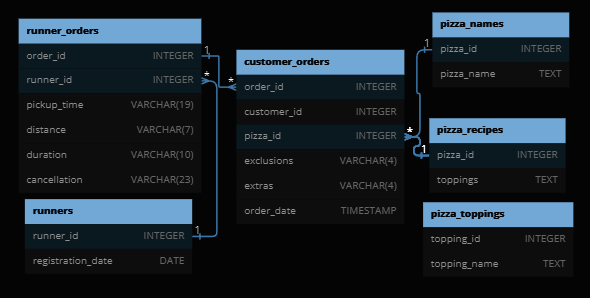 runner_orders
order_id INTEGER
runner_id INTEGER
pickup_time VARCHAR(19)
distance VARCHAR(7)
duration VARCHAR(10)
cancellation VARCHAR(23)
runners
runner_id INTEGER
registration_date DATE
1
*
1
*
customer_orders
order_id INTEGER
customer_id INTEGER
pizza_id INTEGER
exclusions VARCHAR(4)
extras VARCHAR(4)
order_date TIMESTAMP
*
1
1
pizza_names
pizza_id INTEGER
pizza_name TEXT
pizza_recipes
pizza_id INTEGER
toppings TEXT
pizza_toppings
topping_id INTEGER
topping_name TEXT